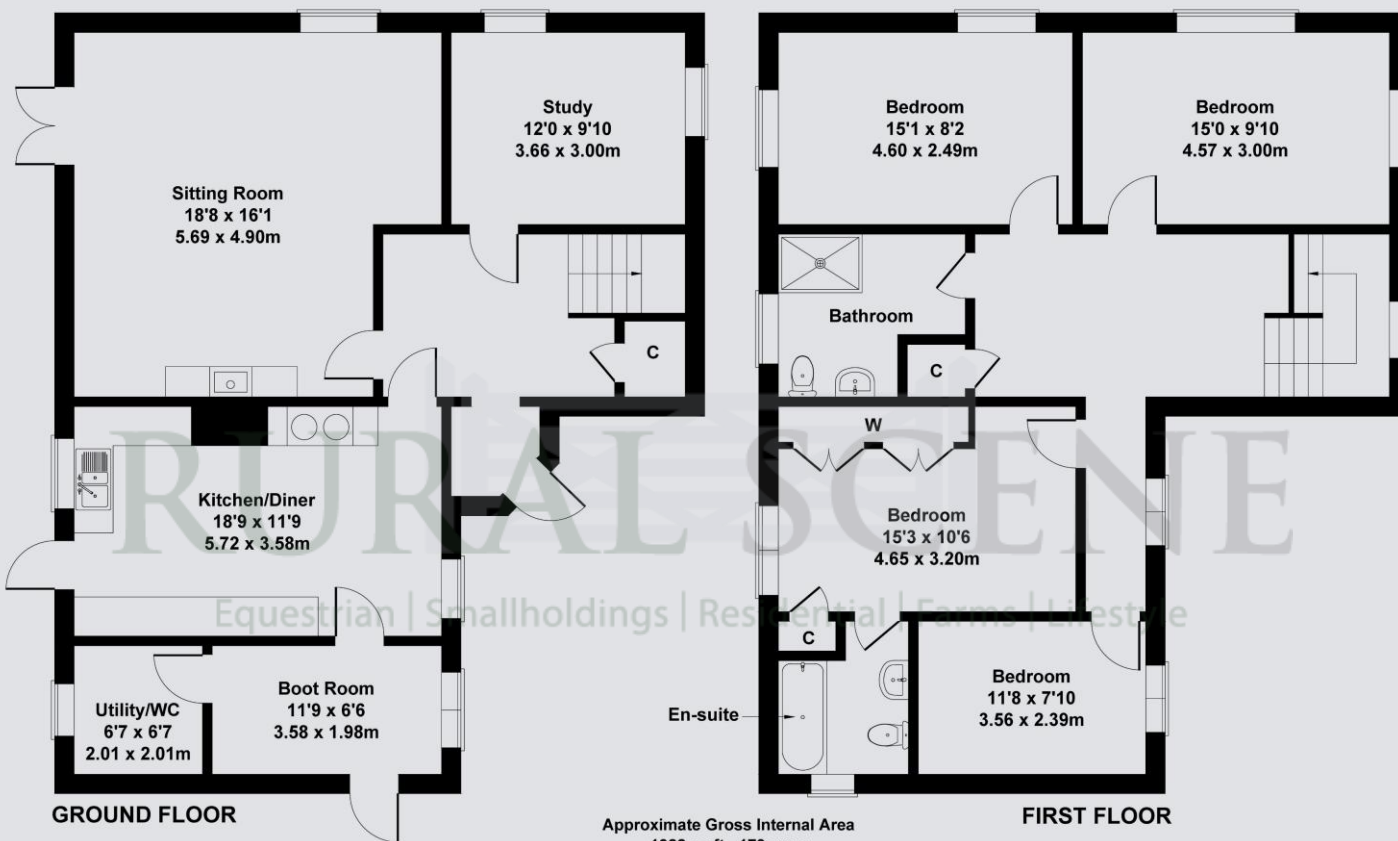 Sitting Room
18'8 x 16'1
5.69 x 4.90m
Study
12'0 x 9'10
3.66 x 3.00m
C
Kitchen/Diner
18'9 x 11'9
5.72 x 3.58m
Utility/WC
6'7 x 6'7
2.01 x 2.01m
Boot Room
11'9 x 6'6
3.58 x 1.98m
GROUND FLOOR
Bedroom
15'1 x 8'2
4.60 x 2.49m
Bedroom
15'0 x 9'10
4.57 x 3.00m
Bathroom
C
W
Bedroom
15'3 x 10'6
4.65 x 3.20m
C
En-suite
Bedroom
11'8 x 7'10
3.56 x 2.39m
FIRST FLOOR
RURAL SCENE
Equestrian | Smallholdings | Residential | Farms | Lifestyle
Approximate Gross Internal Area